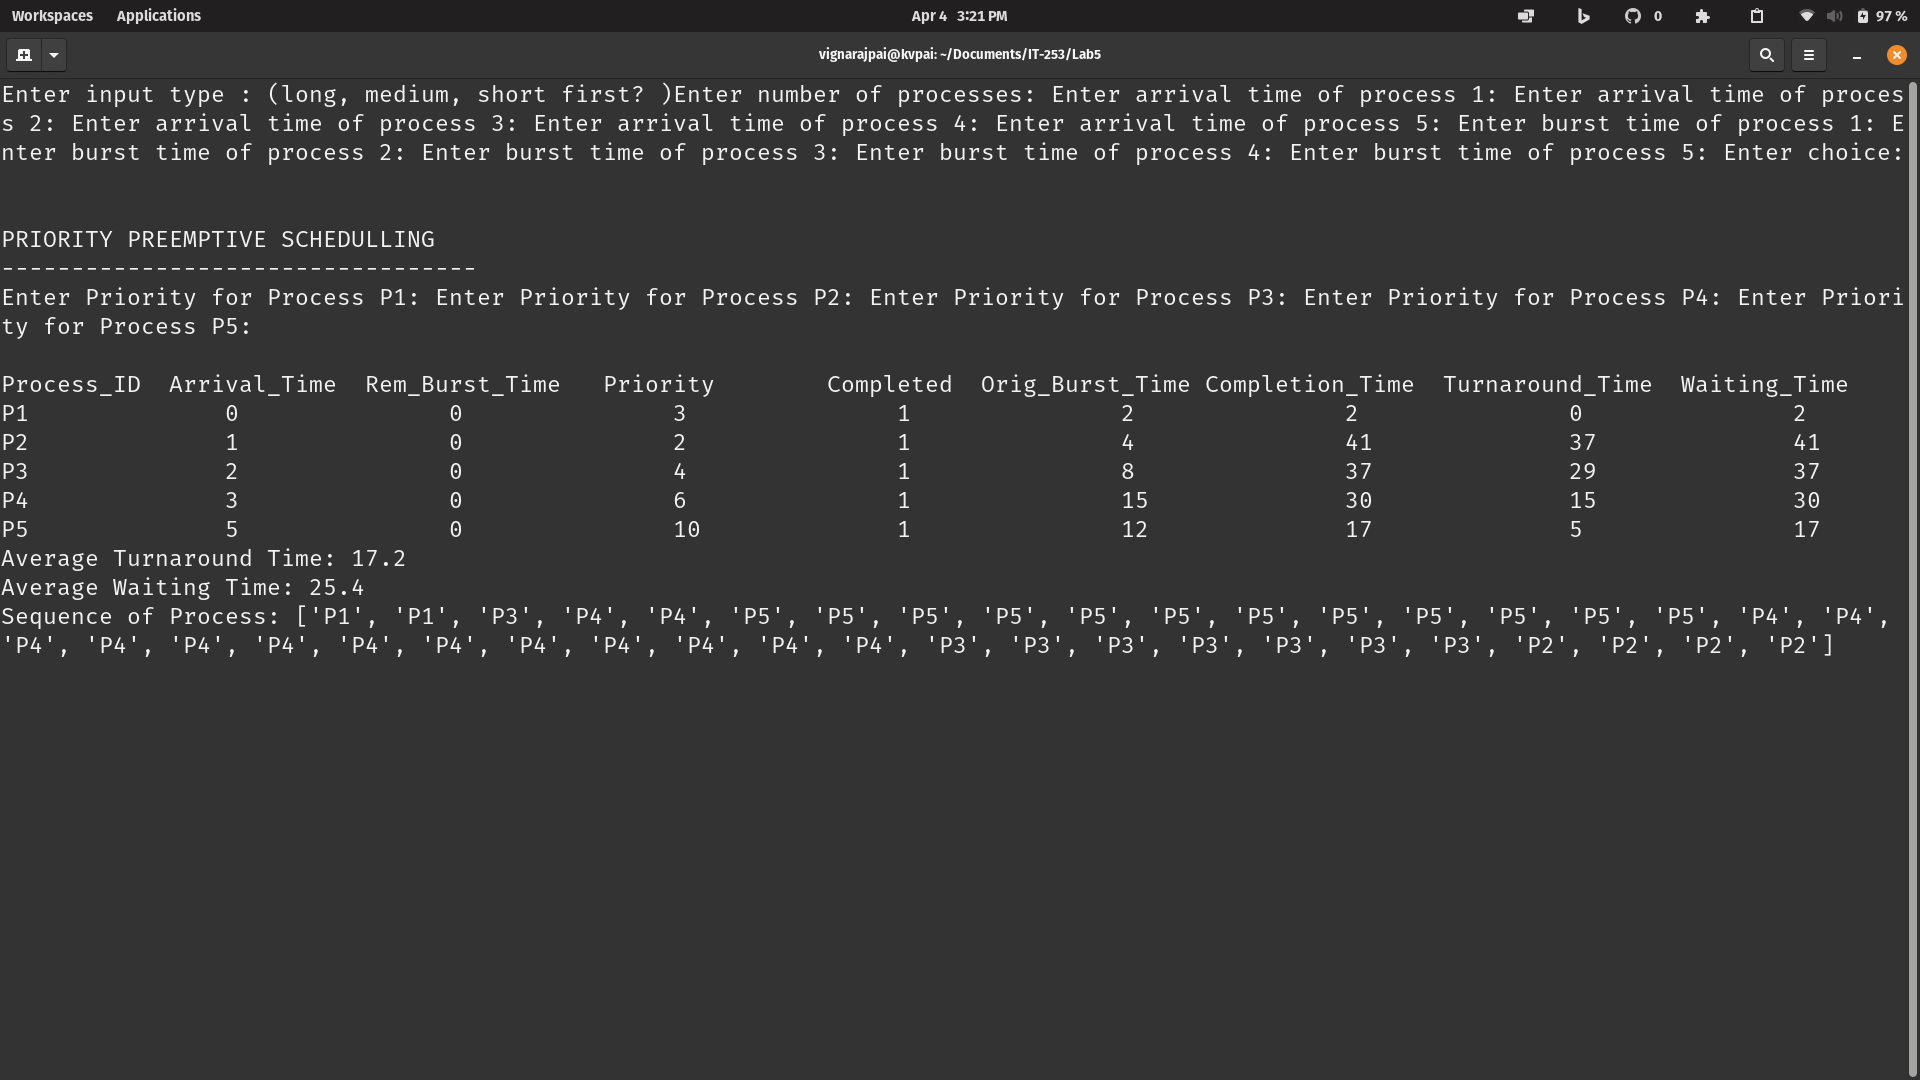 Workspaces Applications Apr 4 3:21 PM 0 97 %
vignarajpai@kvpai: ~/Documents/IT-253/Lab5
Enter input type : (long, medium, short first? )Enter number of processes: Enter arrival time of process 1: Enter arrival time of proces
s 2: Enter arrival time of process 3: Enter arrival time of process 4: Enter arrival time of process 5: Enter burst time of process 1: E
nter burst time of process 2: Enter burst time of process 3: Enter burst time of process 4: Enter burst time of process 5: Enter choice:
PRIORITY PREEMPTIVE SCHEDULLING
----------------------------------
Enter Priority for Process P1: Enter Priority for Process P2: Enter Priority for Process P3: Enter Priority for Process P4: Enter Priori
ty for Process P5:
Process_ID Arrival_Time Rem_Burst_Time Priority Completed Orig_Burst_Time Completion_Time Turnaround_Time Waiting_Time
P1 0 0 3 1 2 2 0 2
P2 1 0 2 1 4 41 37 41
P3 2 0 4 1 8 37 29 37
P4 3 0 6 1 15 30 15 30
P5 5 0 10 1 12 17 5 17
Average Turnaround Time: 17.2
Average Waiting Time: 25.4
Sequence of Process: ['P1', 'P1', 'P3', 'P4', 'P4', 'P5', 'P5', 'P5', 'P5', 'P5', 'P5', 'P5', 'P5', 'P5', 'P5', 'P5', 'P5', 'P4', 'P4',
'P4', 'P4', 'P4', 'P4', 'P4', 'P4', 'P4', 'P4', 'P4', 'P4', 'P4', 'P3', 'P3', 'P3', 'P3', 'P3', 'P3', 'P3', 'P2', 'P2', 'P2', 'P2']